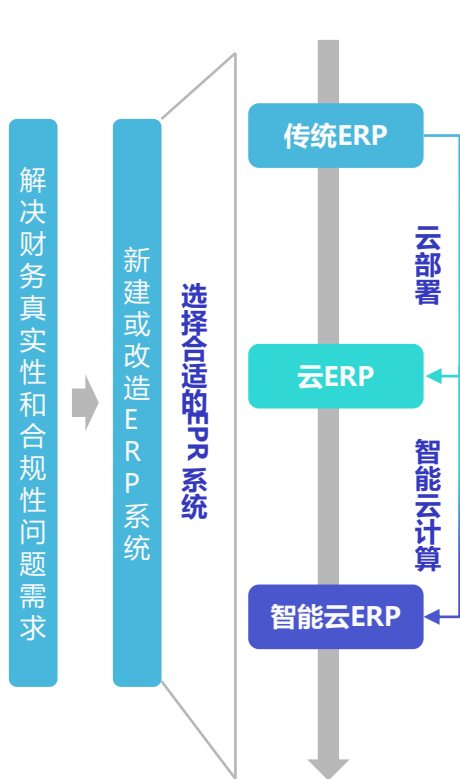 解决财务真实性和合规性问题需求
新建或改造ERP系统
选择合适的EPR系统
传统ERP
云部署
云ERP
智能云计算
智能云ERP